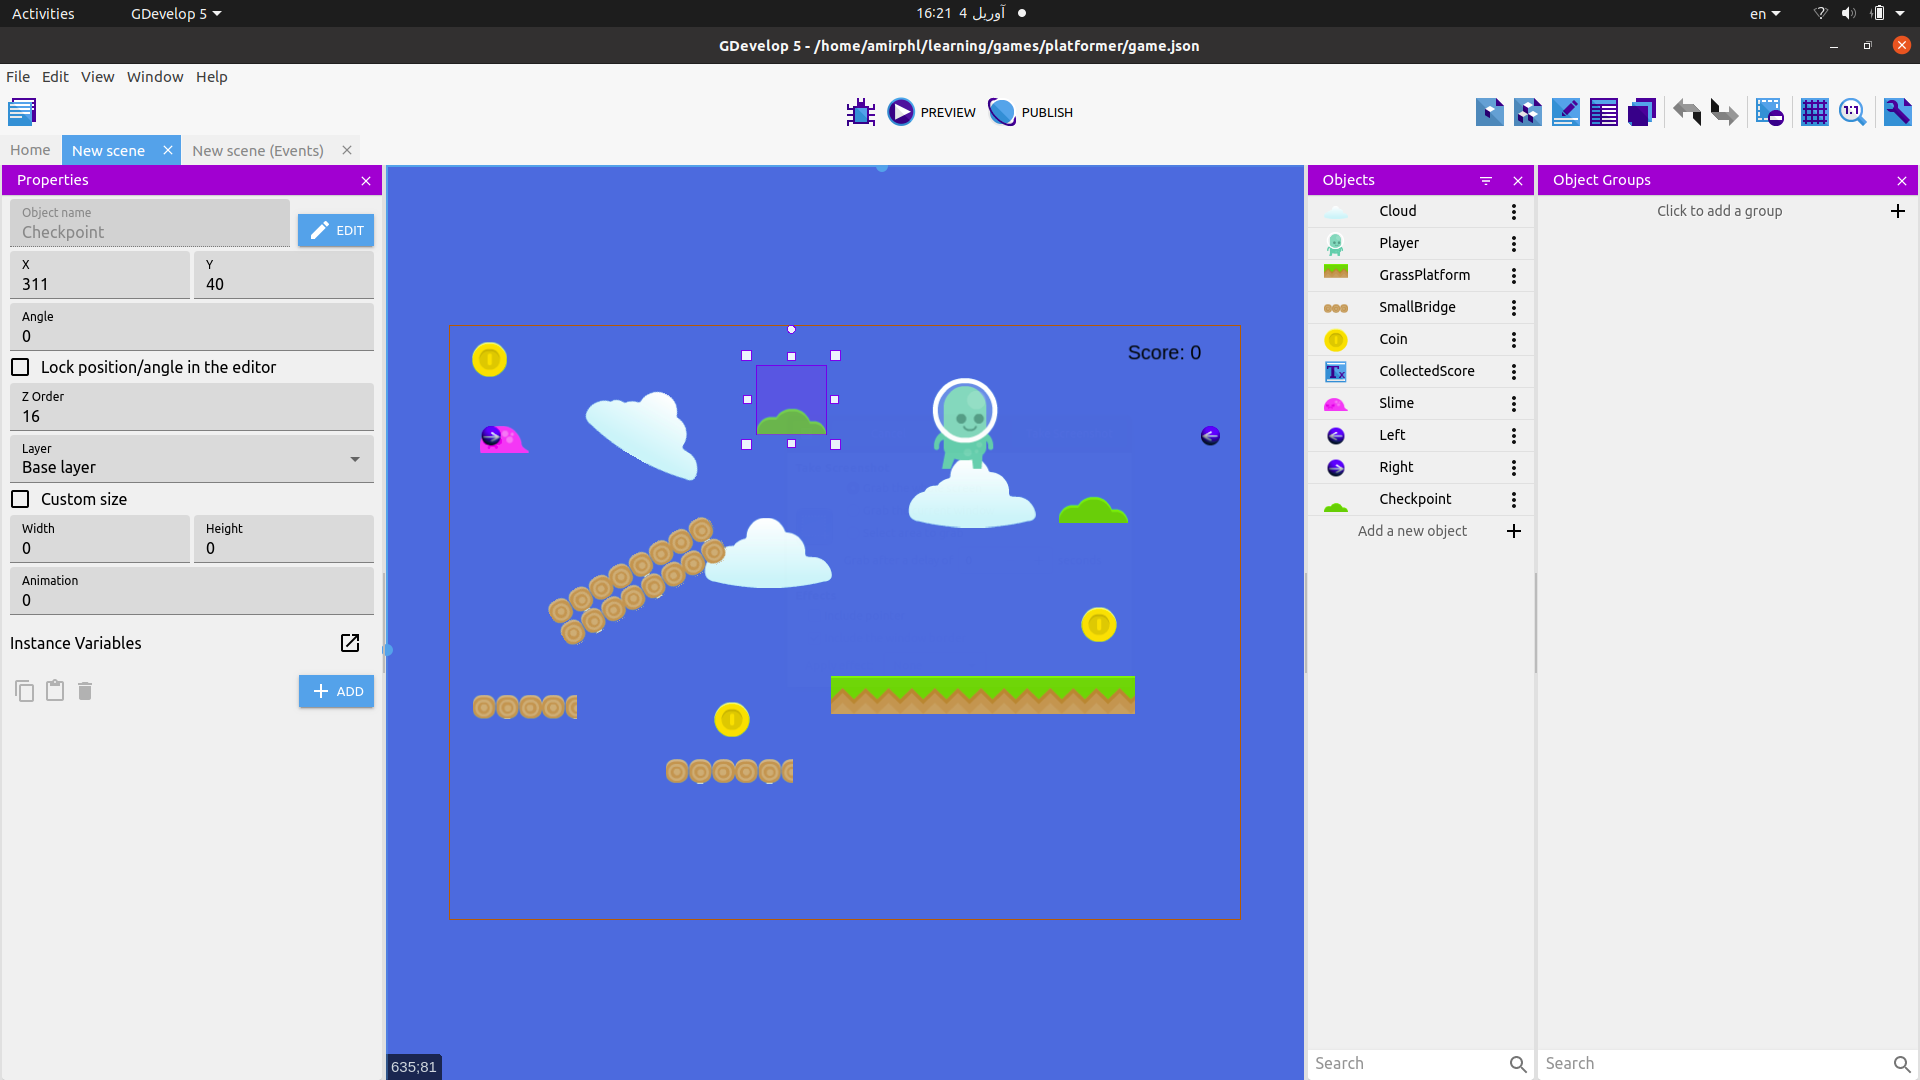 Activities
GDevelop 5
16:21 4 آوریل
en
GDevelop 5 - /home/amirphl/learning/games/platformer/game.json
File Edit View Window Help
PREVIEW
PUBLISH
1:1
Home
New scene
New scene (Events)
Properties
Object name
Checkpoint
EDIT
X
311
Y
40
Angle
0
Lock position/angle in the editor
Z Order
16
Layer
Base layer
Custom size
Width
0
Height
0
Animation
0
Instance Variables
ADD
Score: 0
635;81
Objects
Cloud
Player
GrassPlatform
SmallBridge
Coin
Tx
CollectedScore
Slime
Left
Right
Checkpoint
Add a new object
Search
Object Groups
Click to add a group
Search